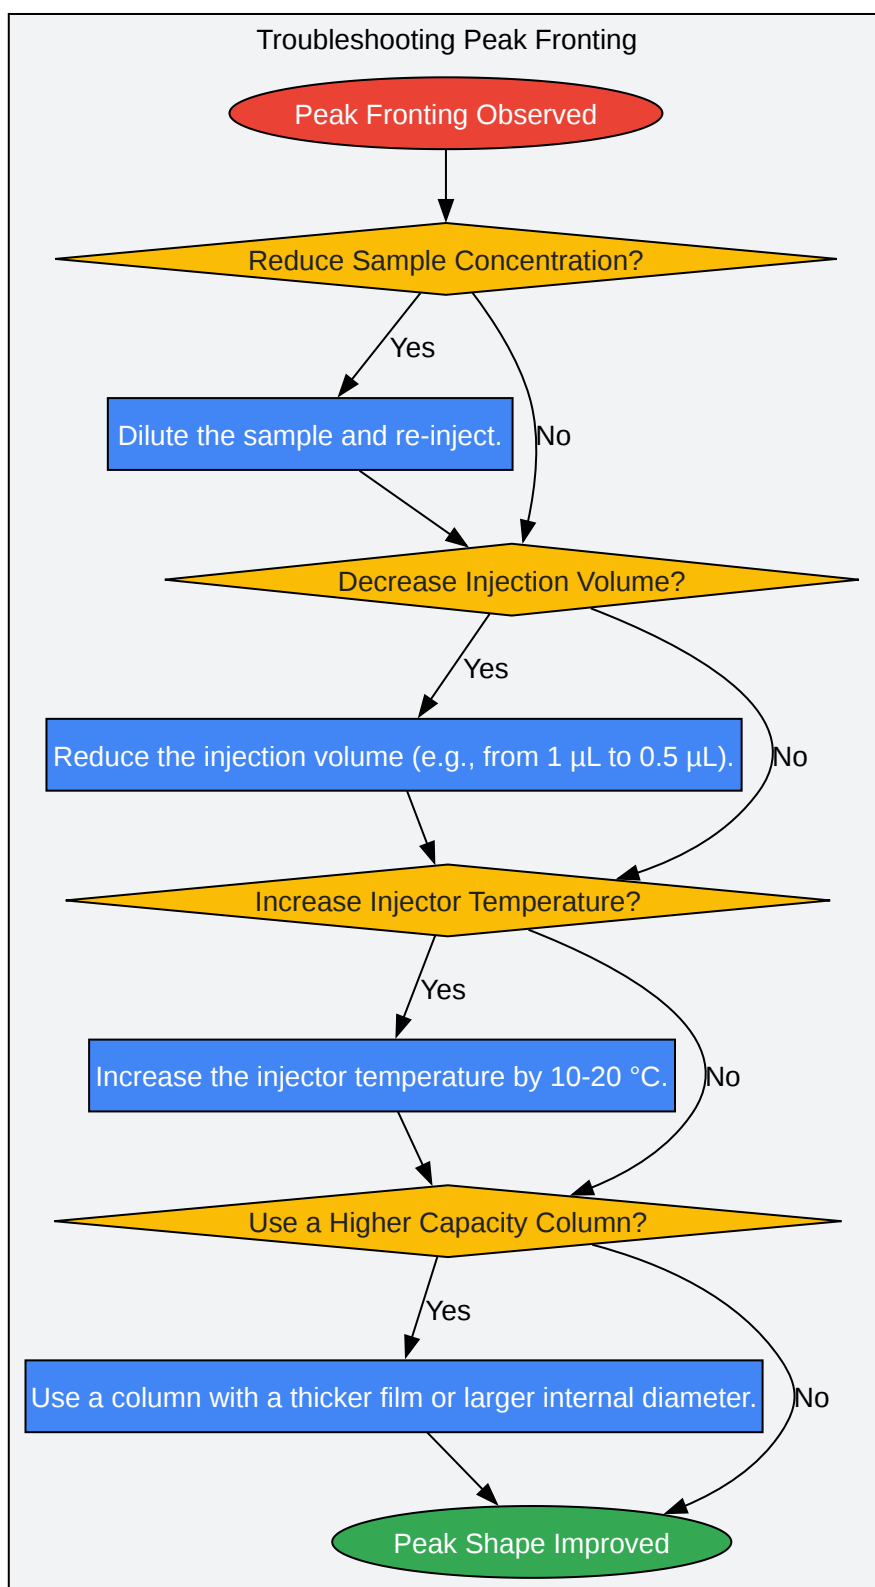 Troubleshooting Peak Fronting
Peak Fronting Observed
Reduce Sample Concentration?
Yes
Dilute the sample and re-inject.
No
Decrease Injection Volume?
Yes
Reduce the injection volume (e.g., from 1 µL to 0.5 µL).
No
Increase Injector Temperature?
Yes
Increase the injector temperature by 10-20 °C.
No
Use a Higher Capacity Column?
Yes
Use a column with a thicker film or larger internal diameter.
No
Peak Shape Improved